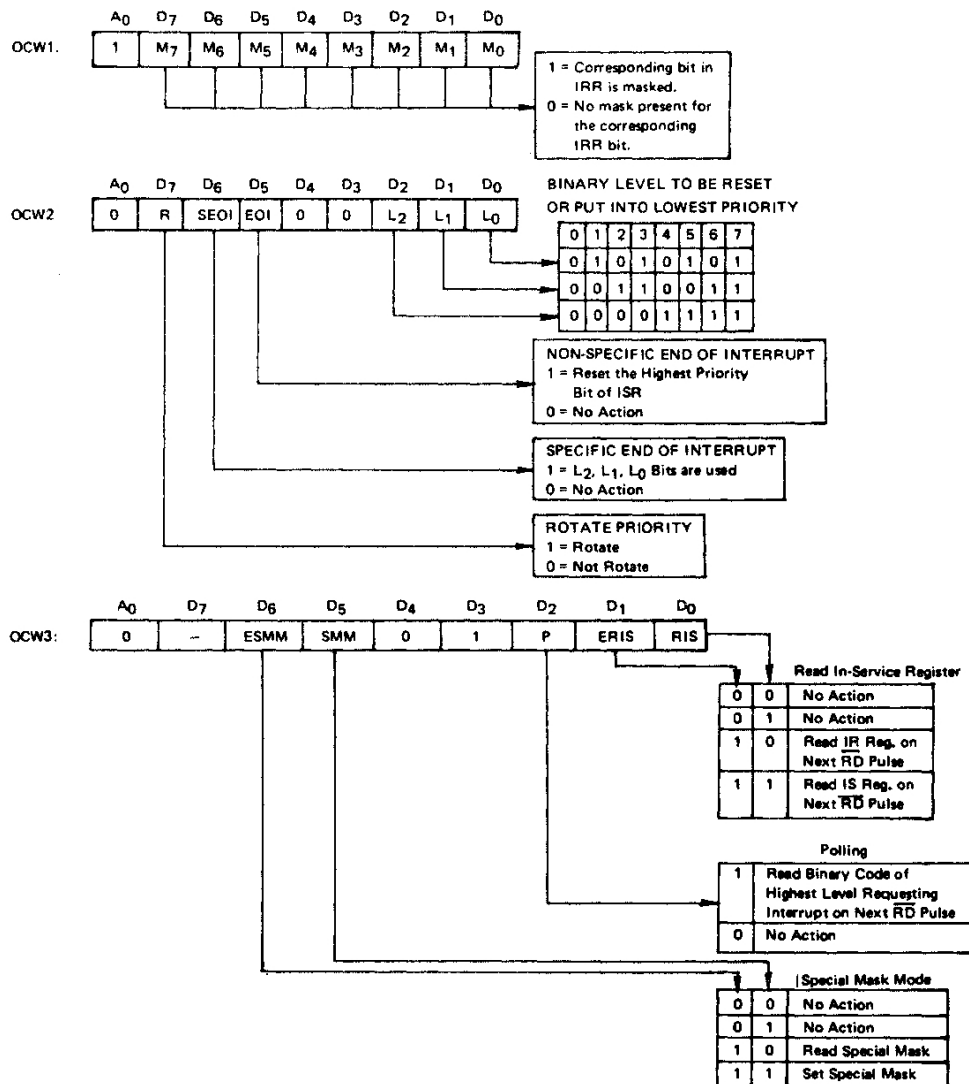 A0 D7 D6 D5 D4 D3 D2 D1 D0
OCW1. 1 M7 M6 M5 M4 M3 M2 M1 M0
1 = Corresponding bit in
IRR is masked.
0 = No mask present for
the corresponding
IRR bit.
A0 D7 D6 D5 D4 D3 D2 D1 D0
OCW2 0 R SEOI EOI 0 0 L2 L1 L0
BINARY LEVEL TO BE RESET
OR PUT INTO LOWEST PRIORITY
0 1 2 3 4 5 6 7
0 1 0 1 0 1 0 1
0 0 1 1 0 0 1 1
0 0 0 0 1 1 1 1
NON-SPECIFIC END OF INTERRUPT
1 = Reset the Highest Priority
Bit of ISR
0 = No Action
SPECIFIC END OF INTERRUPT
1 = L2, L1, L0 Bits are used
0 = No Action
ROTATE PRIORITY
1 = Rotate
0 = Not Rotate
A0 D7 D6 D5 D4 D3 D2 D1 D0
OCW3: 0 – ESMM SMM 0 1 P ERIS RIS
Read In-Service Register
0 0 No Action
0 1 No Action
1 0 Read IR Reg. on
Next RD Pulse
1 1 Read IS Reg. on
Next RD Pulse
Polling
1 Read Binary Code of
Highest Level Requesting
Interrupt on Next RD Pulse
0 No Action
Special Mask Mode
0 0 No Action
0 1 No Action
1 0 Read Special Mask
1 1 Set Special Mask